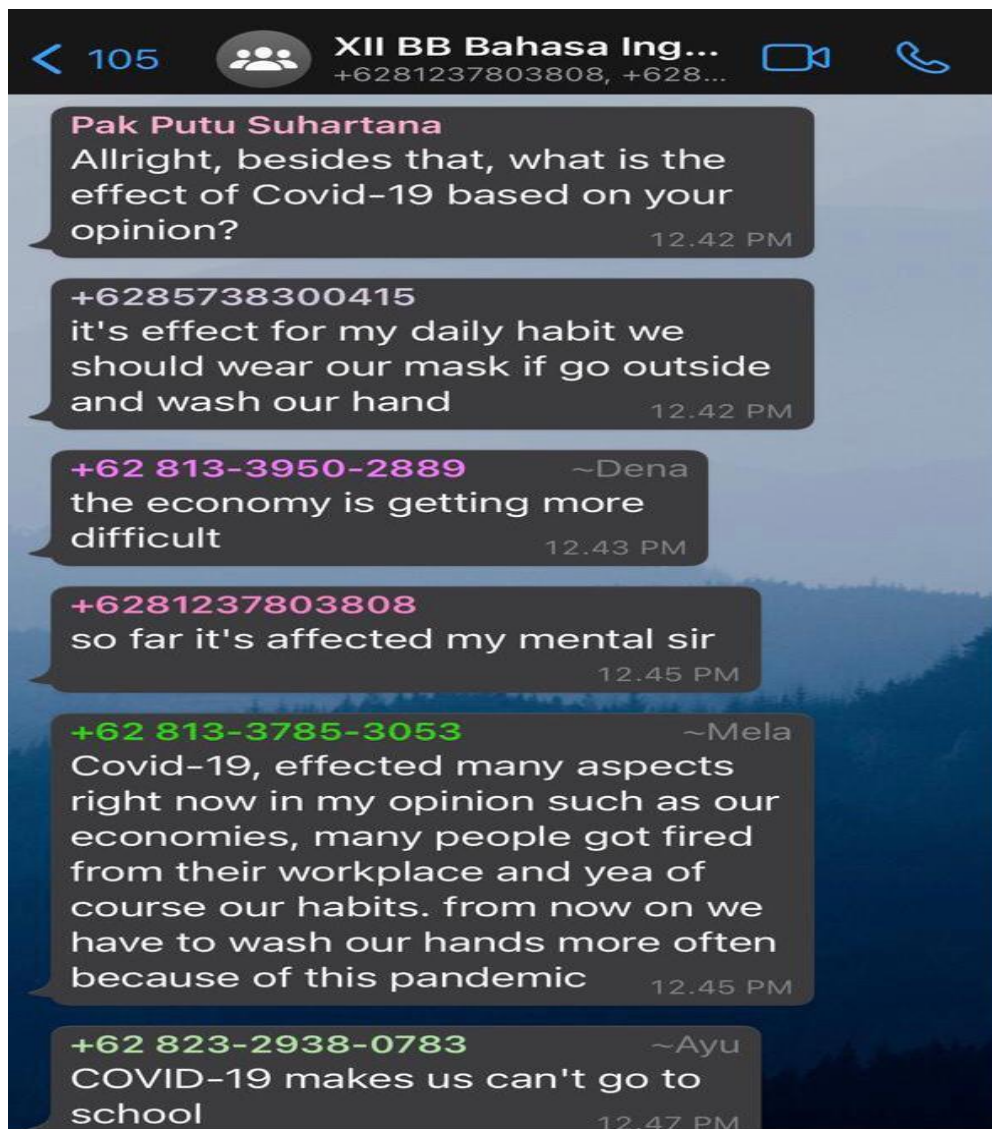 105
XII BB Bahasa Ing...
+6281237803808, +628...
Pak Putu Suhartana
Allright, besides that, what is the
effect of Covid-19 based on your
opinion?
12.42 PM
+6285738300415
it's effect for my daily habit we
should wear our mask if go outside
and wash our hand
12.42 PM
+62 813-3950-2889 ~Dena
the economy is getting more
difficult
12.43 PM
+6281237803808
so far it's affected my mental sir
12.45 PM
+62 813-3785-3053 ~Mela
Covid-19, effected many aspects
right now in my opinion such as our
economies, many people got fired
from their workplace and yea of
course our habits. from now on we
have to wash our hands more often
because of this pandemic
12.45 PM
+62 823-2938-0783 ~Ayu
COVID-19 makes us can't go to
school
12.47 PM